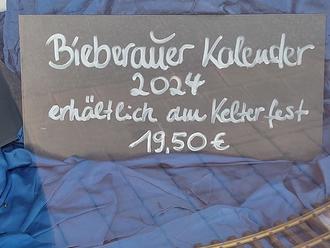 Bieberauer Kalender
2024
erhältlich am Kelterfest
19,50 €